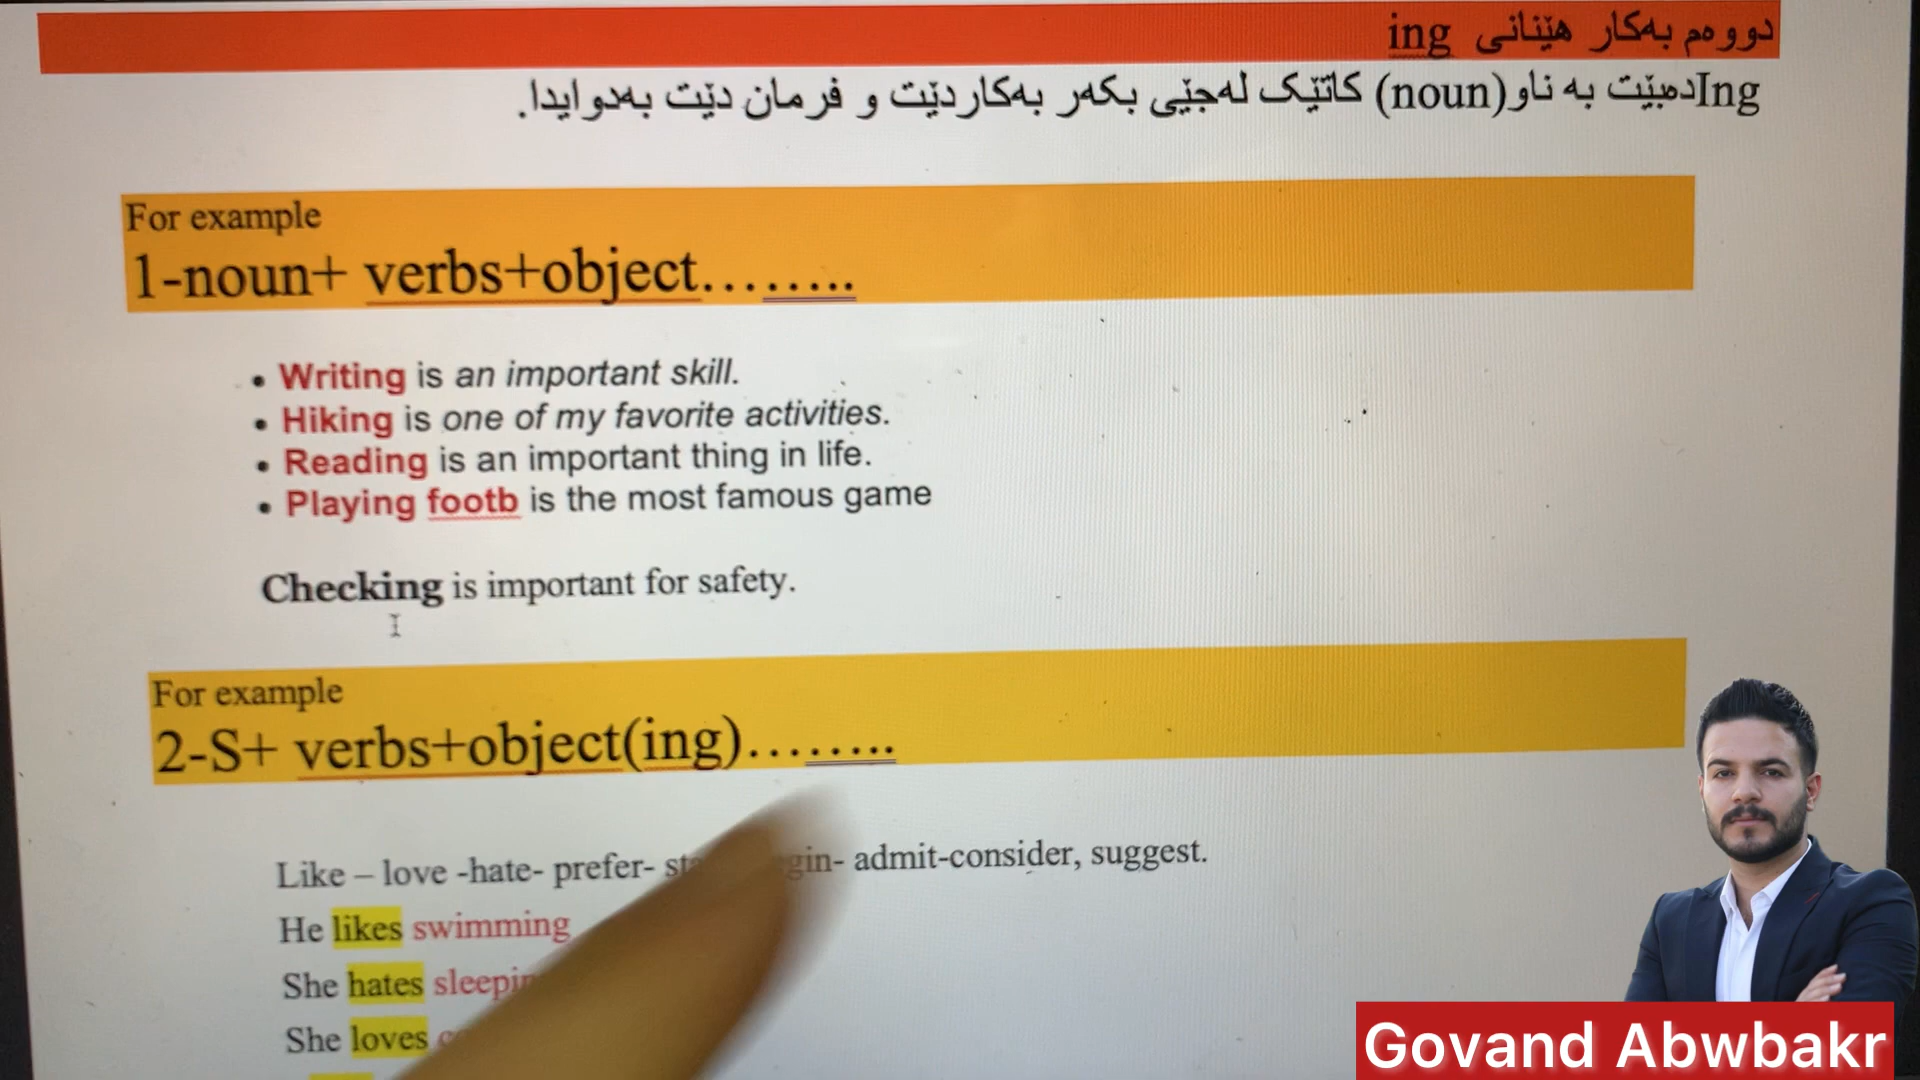 دووەم بەکار هێنانی ing
Ingدەبێت بە ناو(noun) کاتێک لەجێی بکەر بەکاردێت و فرمان دێت بەدوایدا.
For example
1-noun+ verbs+object............
• Writing is an important skill.
• Hiking is one of my favorite activities.
• Reading is an important thing in life.
• Playing footb is the most famous game
Checking is important for safety.
For example
2-S+ verbs+object(ing)............
Like – love -hate- prefer- admit-consider, suggest.
He likes swimming
She hates
She loves
Govand Abwbakr